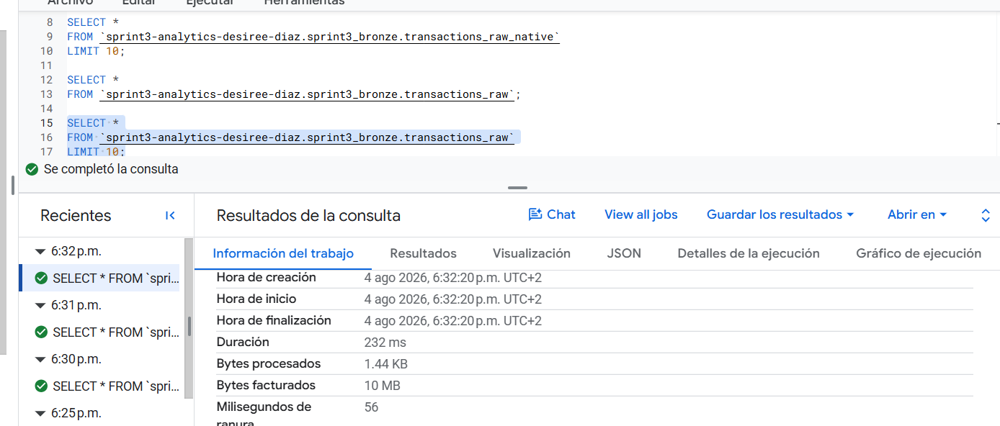 Archivo Editar Ejecutar Herramientas
8 SELECT *
9 FROM `sprint3-analytics-desiree-diaz.sprint3_bronze.transactions_raw_native`
10 LIMIT 10;
11
12 SELECT *
13 FROM `sprint3-analytics-desiree-diaz.sprint3_bronze.transactions_raw`;
14
15 SELECT *
16 FROM `sprint3-analytics-desiree-diaz.sprint3_bronze.transactions_raw`
17 LIMIT 10;
Se completó la consulta
Recientes
6:32 p.m.
SELECT * FROM `spri...
6:31 p.m.
SELECT * FROM `spri...
6:30 p.m.
SELECT * FROM `spri...
6:25 p.m.
Resultados de la consulta
Chat View all jobs Guardar los resultados Abrir en
Información del trabajo Resultados Visualización JSON Detalles de la ejecución Gráfico de ejecución
Hora de creación 4 ago 2026, 6:32:20 p.m. UTC+2
Hora de inicio 4 ago 2026, 6:32:20 p.m. UTC+2
Hora de finalización 4 ago 2026, 6:32:20 p.m. UTC+2
Duración 232 ms
Bytes procesados 1.44 KB
Bytes facturados 10 MB
Milisegundos de 56
ranura